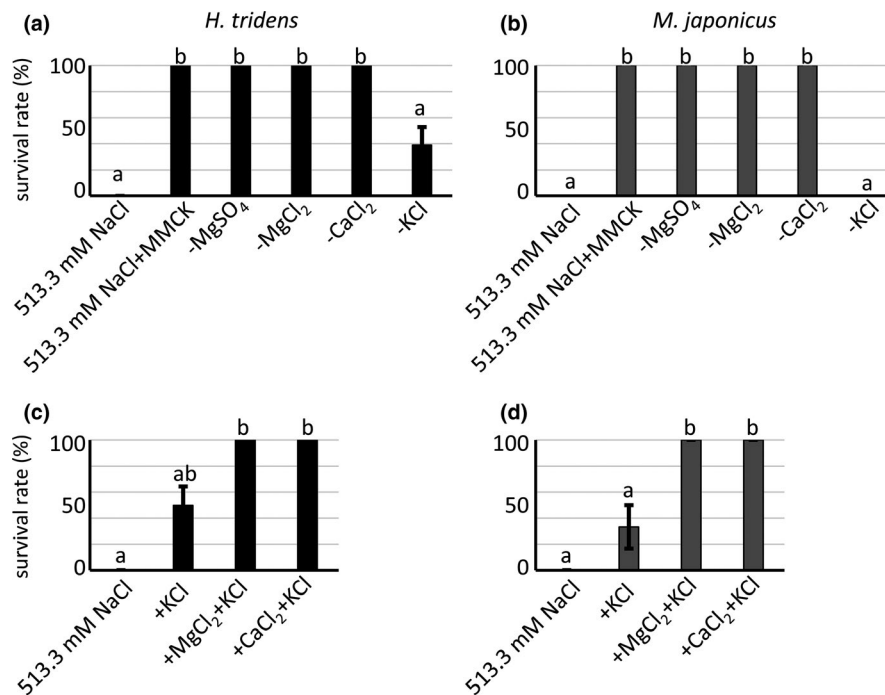 (a) H. tridens
survival rate (%)
100
50
0
a b b b b a
513.3 mM NaCl
513.3 mM NaCl+MMCK
-MgSO₄
-MgCl₂
-CaCl₂
-KCl
(b) M. japonicus
100
50
0
a b b b b a
513.3 mM NaCl
513.3 mM NaCl+MMCK
-MgSO₄
-MgCl₂
-CaCl₂
-KCl
(c)
survival rate (%)
100
50
0
a ab b b
513.3 mM NaCl
+KCl
+MgCl₂+KCl
+CaCl₂+KCl
(d)
100
50
0
a a b b
513.3 mM NaCl
+KCl
+MgCl₂+KCl
+CaCl₂+KCl